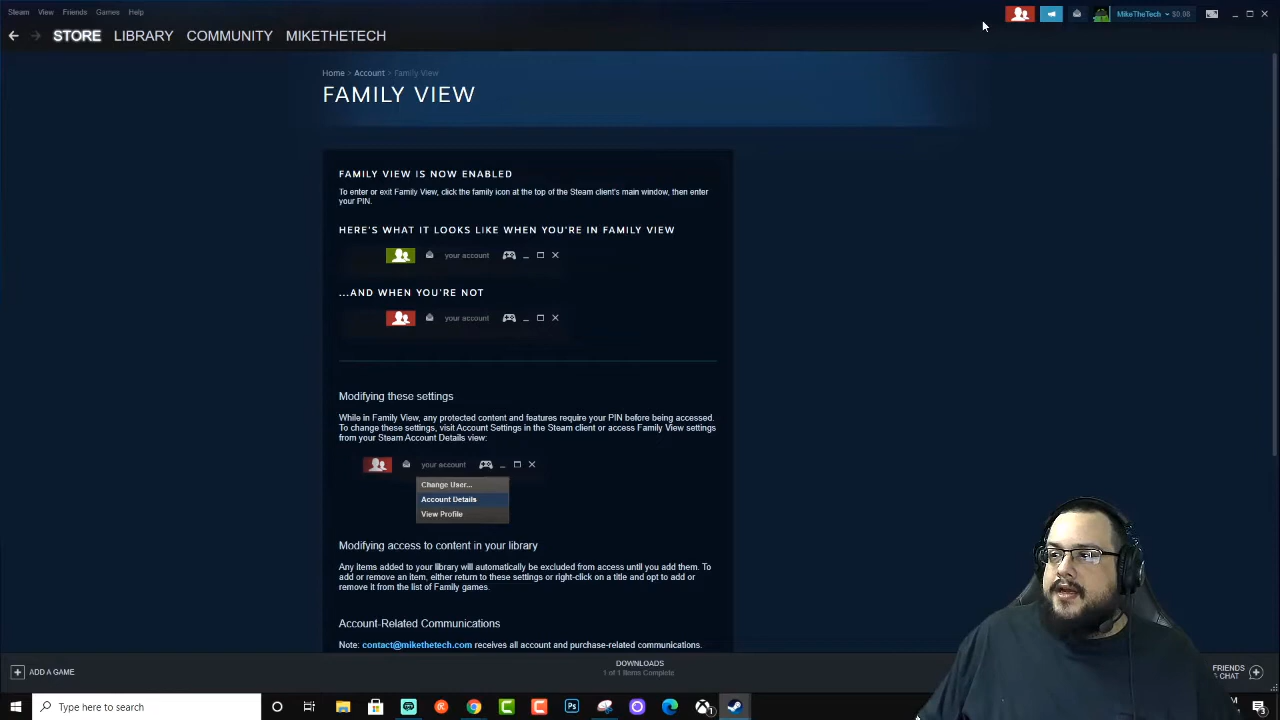 Steam View Friends Games Help
MikeTheTech $0.98
STORE LIBRARY COMMUNITY MIKETHETECH
Home > Account > Family View
FAMILY VIEW
FAMILY VIEW IS NOW ENABLED
To enter or exit Family View, click the family icon at the top of the Steam client's main window, then enter
your PIN.
HERE'S WHAT IT LOOKS LIKE WHEN YOU'RE IN FAMILY VIEW
your account
...AND WHEN YOU'RE NOT
your account
Modifying these settings
While in Family View, any protected content and features require your PIN before being accessed.
To change these settings, visit Account Settings in the Steam client or access Family View settings
from your Steam Account Details view:
your account
Change User...
Account Details
View Profile
Modifying access to content in your library
Any items added to your library will automatically be excluded from access until you add them. To
add or remove an item, either return to these settings or right-click on a title and opt to add or
remove it from the list of Family games.
Account-Related Communications
Note: contact@mikethetech.com receives all account and purchase-related communications.
ADD A GAME
DOWNLOADS
1 of 1 Items Complete
FRIENDS
& CHAT
Type here to search